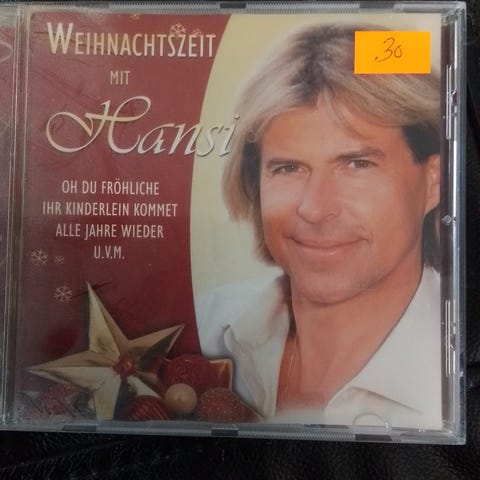 WEIHNACHTSZEIT
MIT
Hansi
OH DU FRÖHLICHE
IHR KINDERLEIN KOMMET
ALLE JAHRE WIEDER
U.V.M.
30